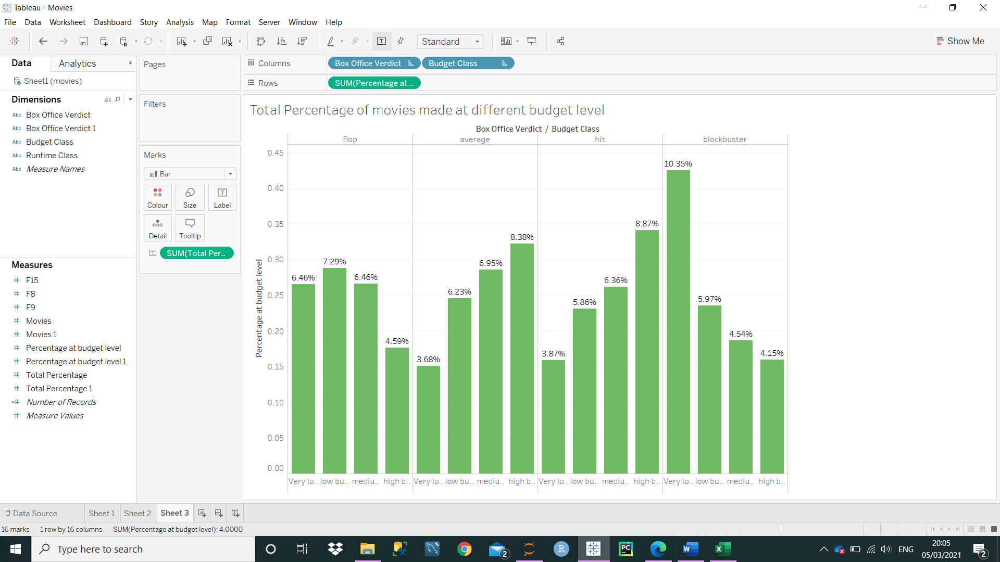 Tableau - Movies
File Data Worksheet Dashboard Story Analysis Map Format Server Window Help
Standard
Show Me
Data
Analytics
Sheet1 (movies)
Dimensions
Abc Box Office Verdict
Abc Box Office Verdict 1
Abc Budget Class
Abc Runtime Class
Abc Measure Names
Measures
F15
F8
F9
Movies
Movies 1
Percentage at budget level
Percentage at budget level 1
Total Percentage
Total Percentage 1
Number of Records
Measure Values
Pages
Filters
Marks
Bar
Colour Size Label
Detail Tooltip
SUM(Total Per..
Columns Box Office Verdict Budget Class
Rows SUM(Percentage at ..
Total Percentage of movies made at different budget level
Box Office Verdict / Budget Class
flop average hit blockbuster
Percentage at budget level
0.45
0.40
0.35
0.30
0.25
0.20
0.15
0.10
0.05
0.00
6.46% 7.29% 6.46% 4.59% 3.68% 6.23% 6.95% 8.38% 3.87% 5.86% 6.36% 8.87% 10.35% 5.97% 4.54% 4.15%
Very lo.. low bu.. mediu.. high b.. Very lo.. low bu.. mediu.. high b.. Very lo.. low bu.. mediu.. high b.. Very lo.. low bu.. mediu.. high b..
Data Source Sheet 1 Sheet 2 Sheet 3
16 marks 1 row by 16 columns SUM(Percentage at budget level): 4.0000
Type here to search
2
R
PC
W
X
ENG
20:05
05/03/2021
2